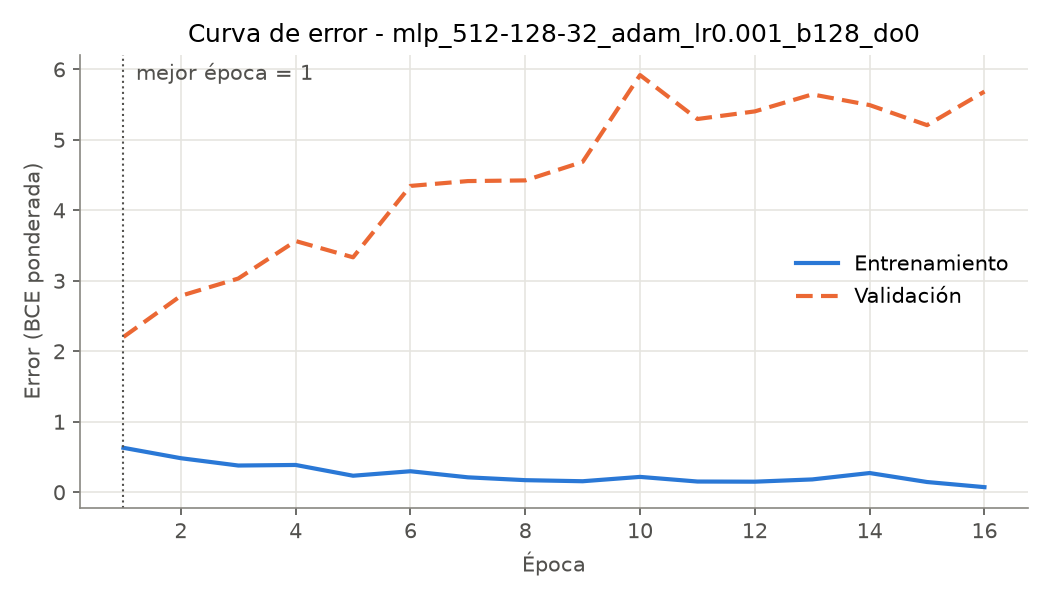 Curva de error - mlp_512-128-32_adam_lr0.001_b128_do0
mejor época = 1
Error (BCE ponderada)
6
5
4
3
2
1
0
Entrenamiento
Validación
2 4 6 8 10 12 14 16
Época